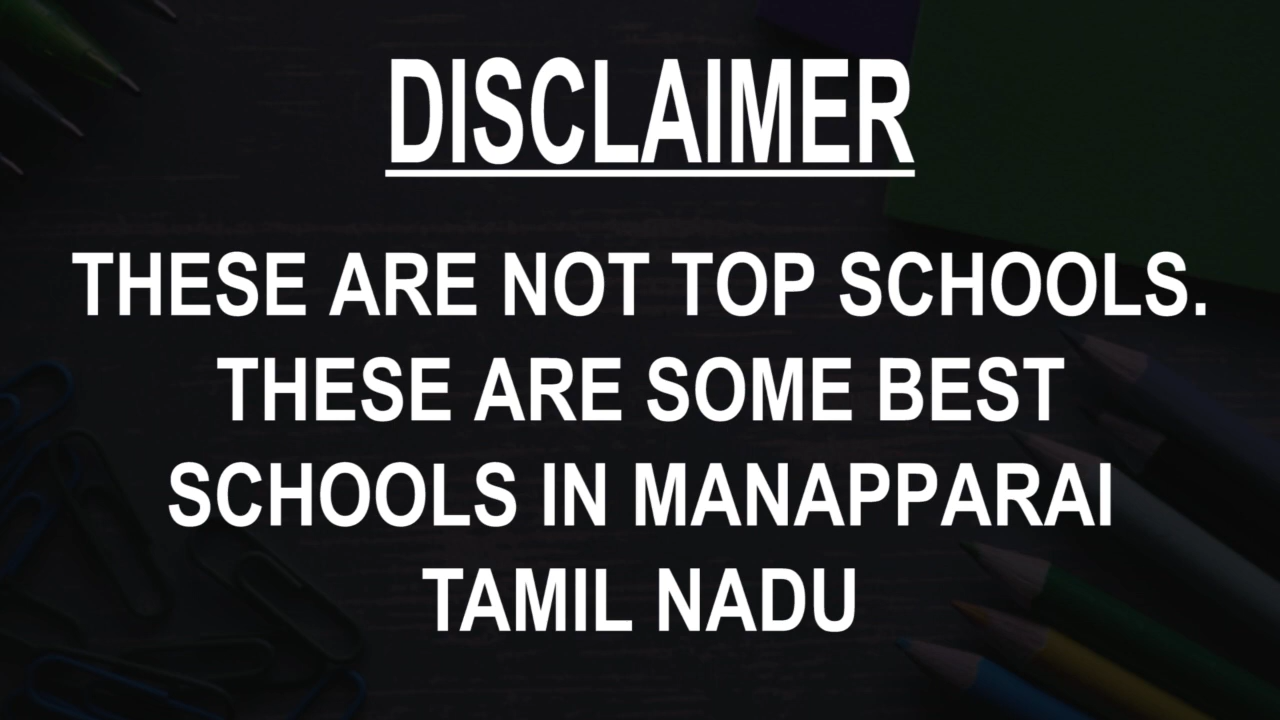 DISCLAIMER
THESE ARE NOT TOP SCHOOLS.
THESE ARE SOME BEST
SCHOOLS IN MANAPPARAI
TAMIL NADU